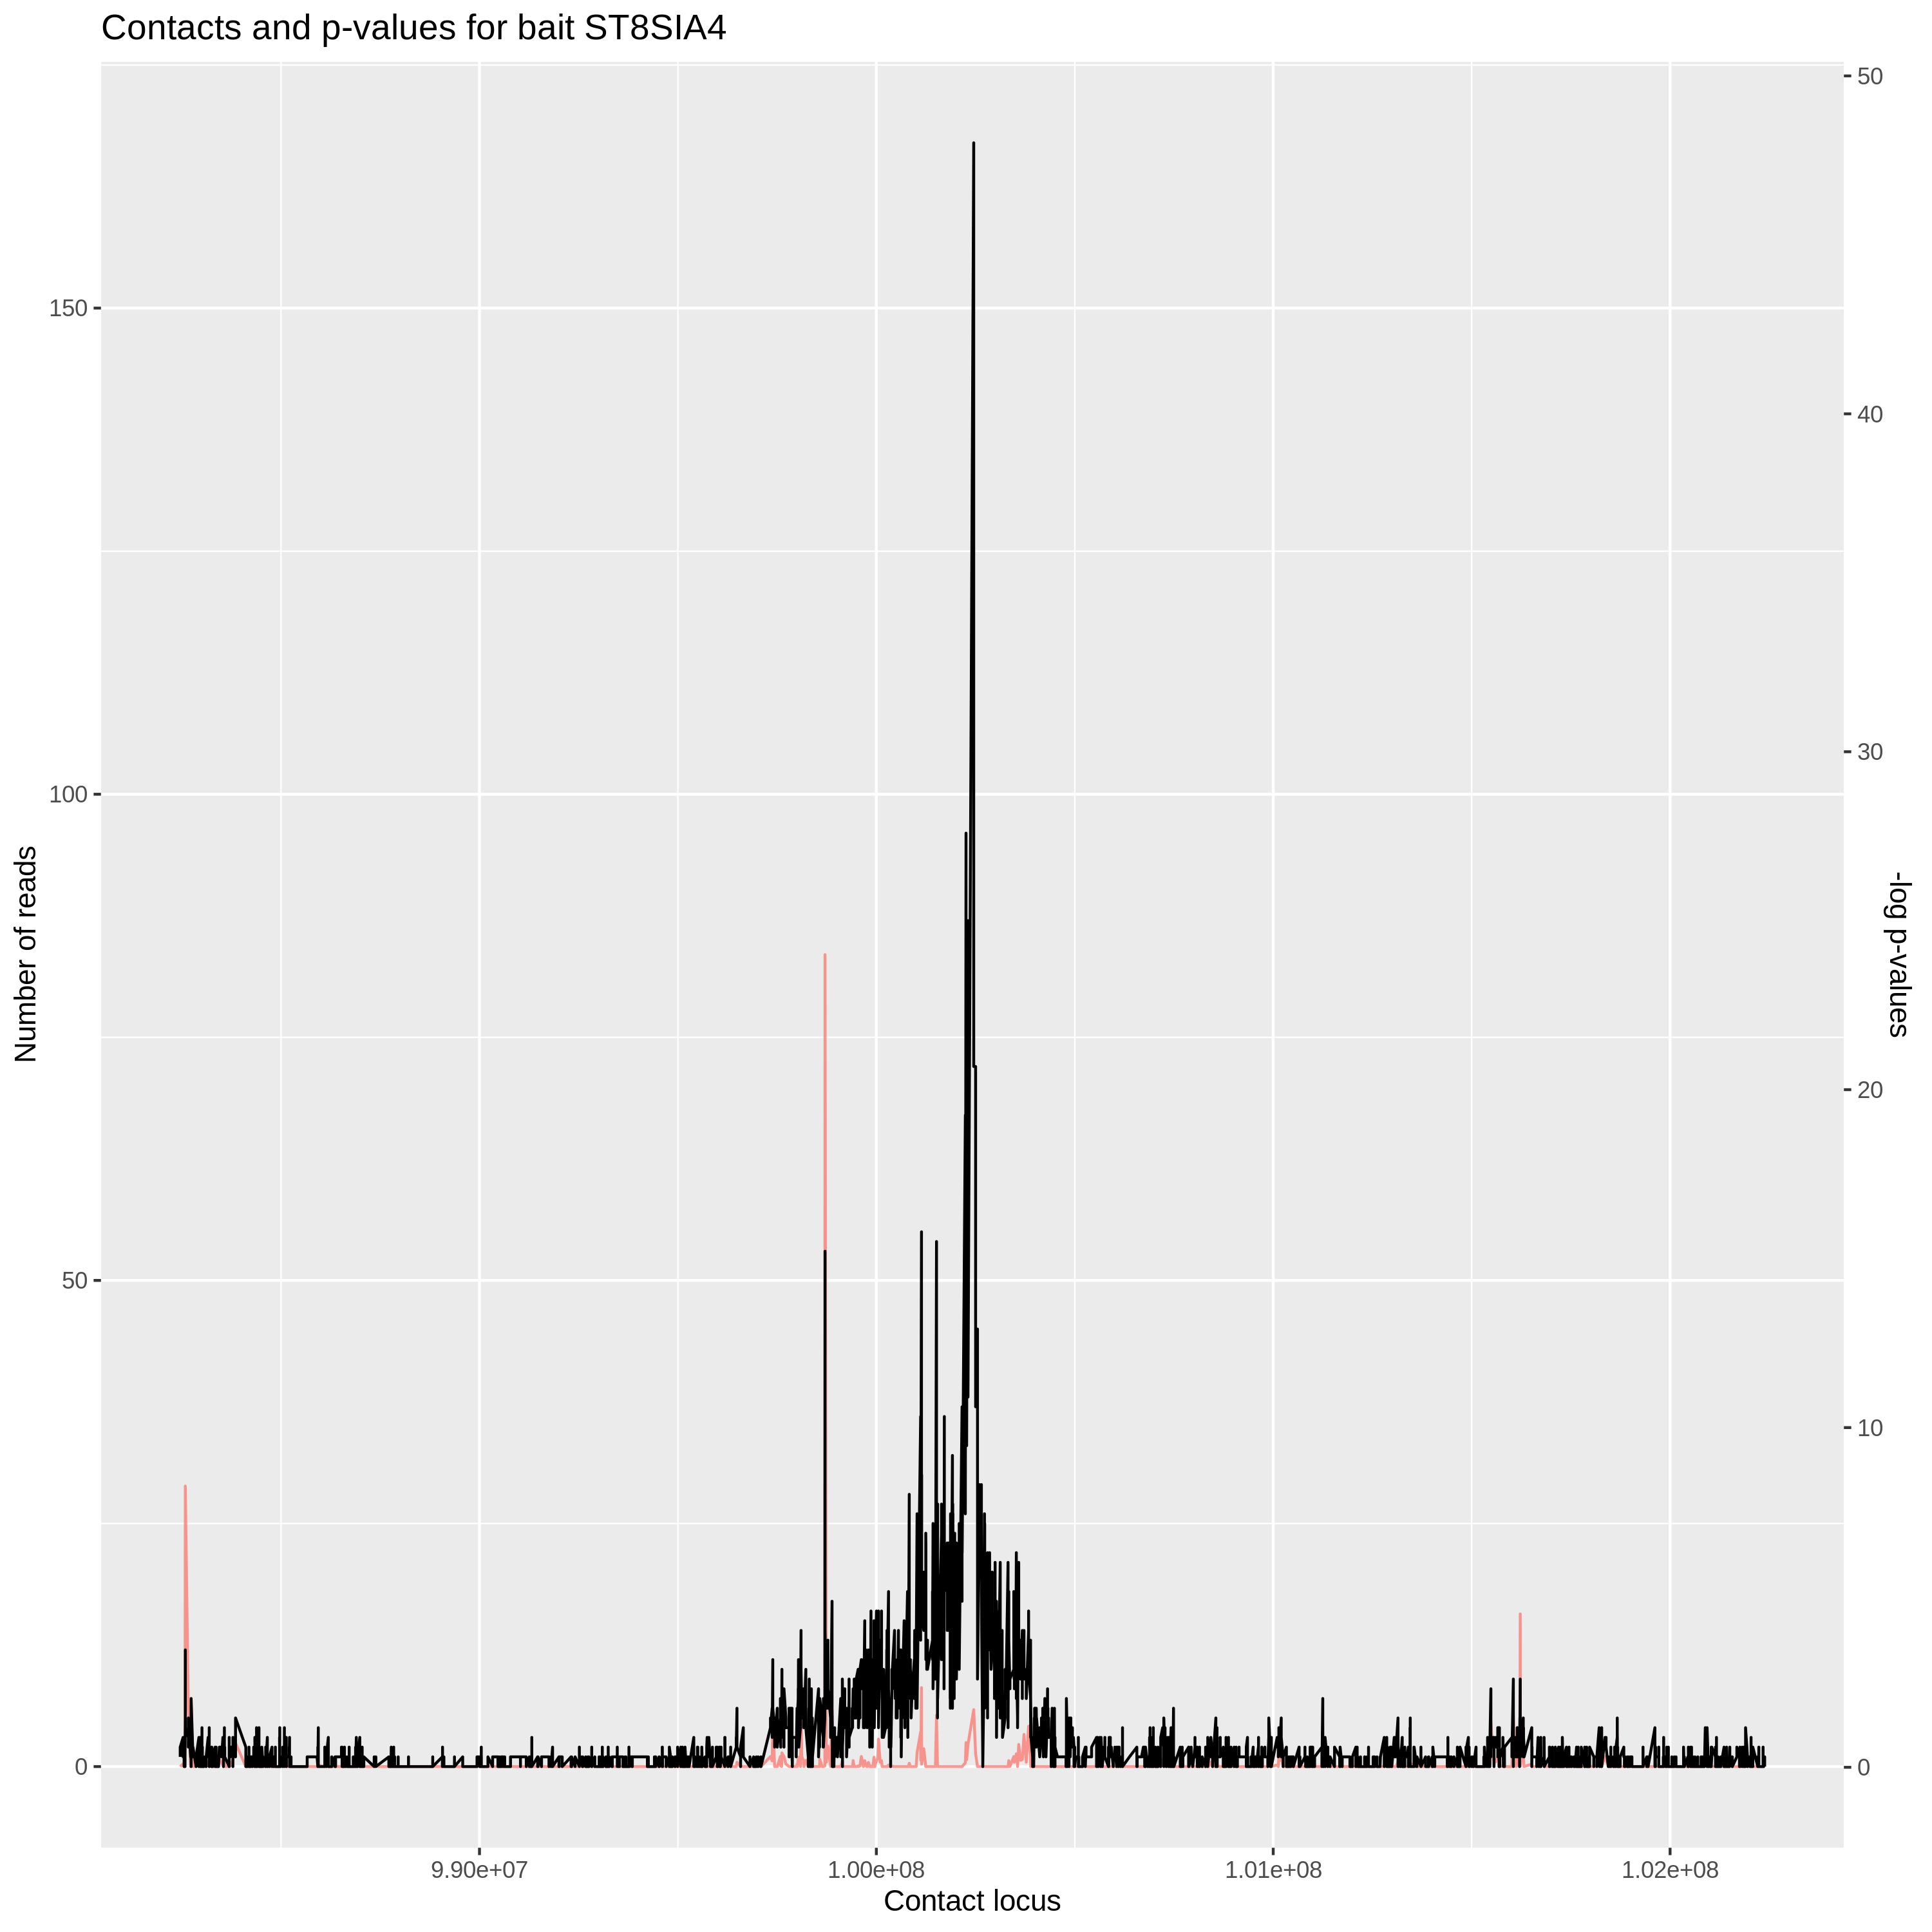 Contacts and p-values for bait ST8SIA4
50
150
40
100
30
Number of reads
-log p-values
20
50
10
0
0
9.90e+07
1.00e+08
1.01e+08
1.02e+08
Contact locus